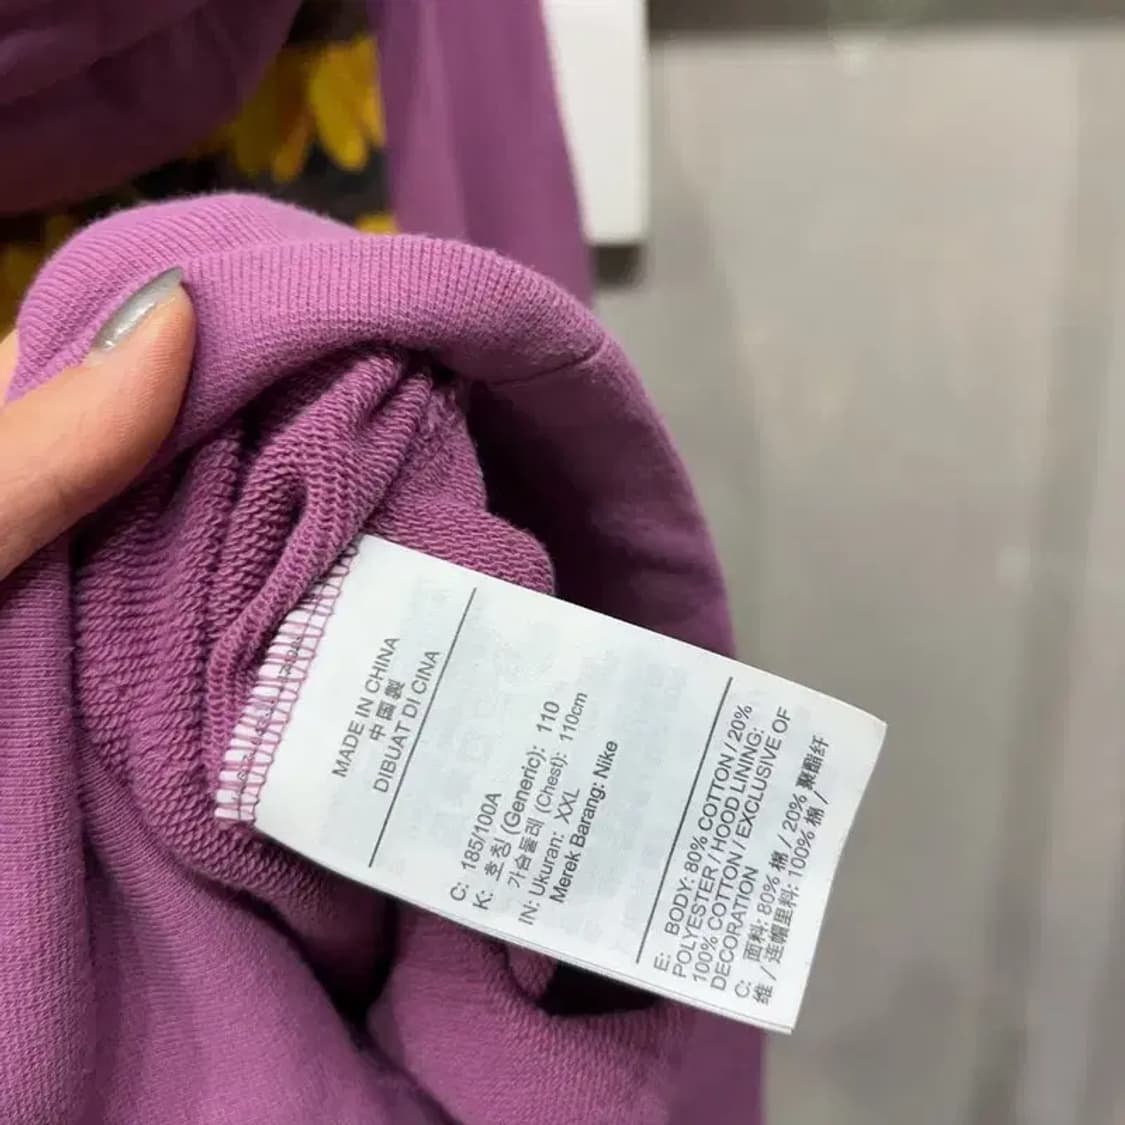 MADE IN CHINA
中国製
DIBUAT DI CINA
C: 185/100A
K: 호칭 (Generic): 110
가슴둘레 (Chest): 110cm
IN: Ukuran: XXL
Merek Barang: Nike
E: BODY: 80% COTTON / 20%
POLYESTER / HOOD LINING:
100% COTTON / EXCLUSIVE OF
DECORATION
C: 面料: 80% 棉 / 20% 聚酯纤
维 / 连帽里料: 100% 棉 /